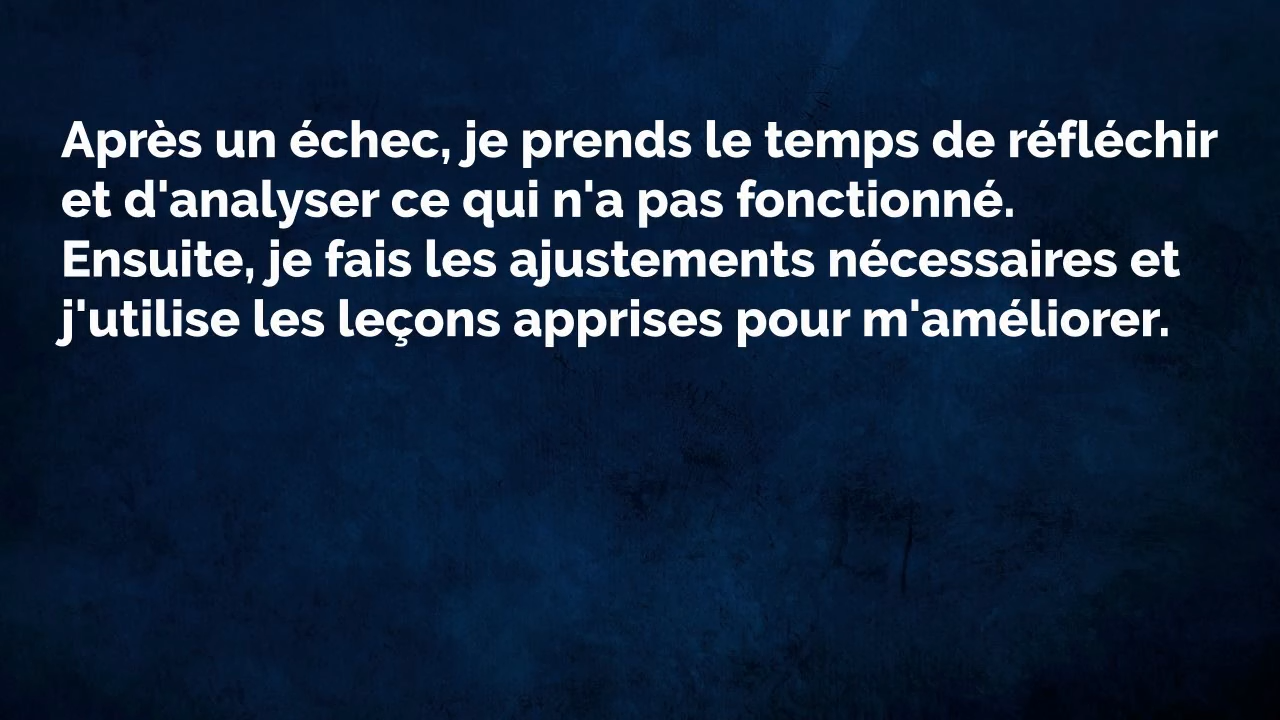 Après un échec, je prends le temps de réfléchir
et d'analyser ce qui n'a pas fonctionné.
Ensuite, je fais les ajustements nécessaires et
j'utilise les leçons apprises pour m'améliorer.